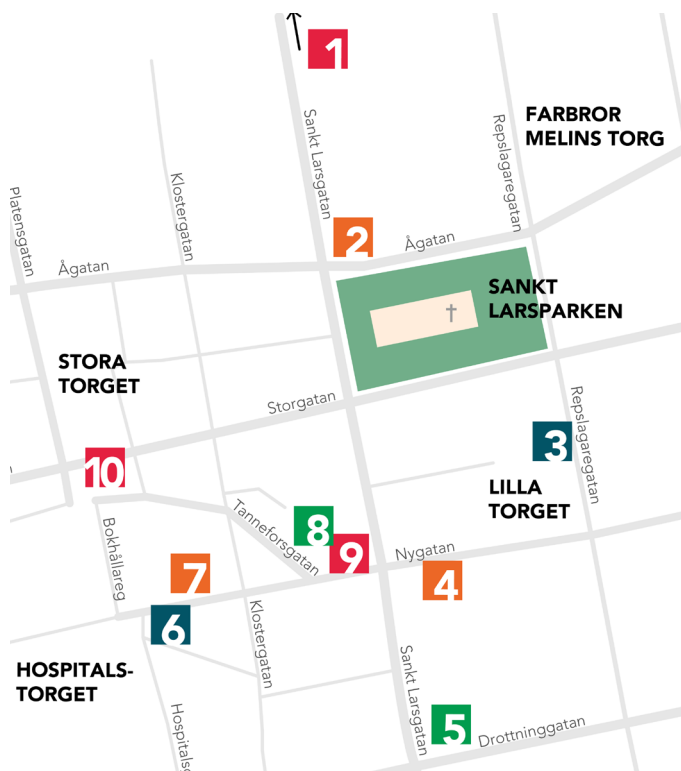 1
Sankt Larsgatan
Repslagaregatan
FARBROR
MELINS TORG
Klostergatan
Platensgatan
2
Ågatan
Ågatan
SANKT
LARSPARKEN
STORA
TORGET
Storgatan
3
Repslagaregatan
10
LILLA
TORGET
Tanneforsgatan
8
Bokhållareg
9
Nygatan
7
4
6
Klostergatan
HOSPITALS-
TORGET
Sankt Larsgatan
5
Drottninggatan